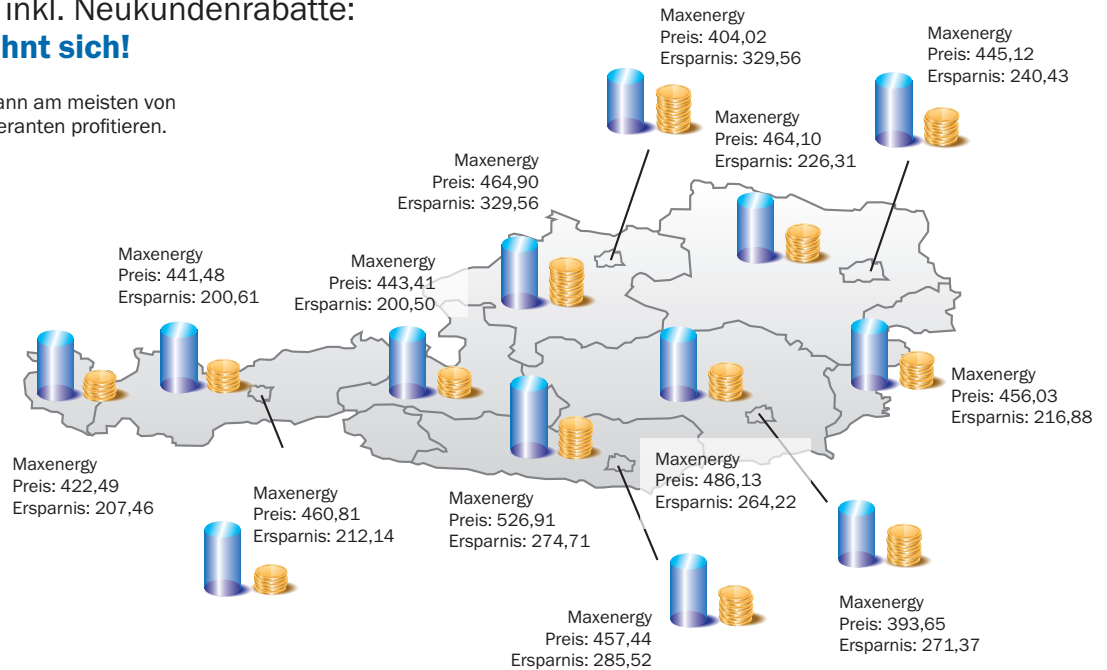 inkl. Neukundenrabatte:
hnt sich!
ann am meisten von
eranten profitieren.
Maxenergy
Preis: 404,02
Ersparnis: 329,56
Maxenergy
Preis: 445,12
Ersparnis: 240,43
Maxenergy
Preis: 464,10
Ersparnis: 226,31
Maxenergy
Preis: 464,90
Ersparnis: 329,56
Maxenergy
Preis: 441,48
Ersparnis: 200,61
Maxenergy
Preis: 443,41
Ersparnis: 200,50
Maxenergy
Preis: 456,03
Ersparnis: 216,88
Maxenergy
Preis: 422,49
Ersparnis: 207,46
Maxenergy
Preis: 460,81
Ersparnis: 212,14
Maxenergy
Preis: 526,91
Ersparnis: 274,71
Maxenergy
Preis: 486,13
Ersparnis: 264,22
Maxenergy
Preis: 457,44
Ersparnis: 285,52
Maxenergy
Preis: 393,65
Ersparnis: 271,37